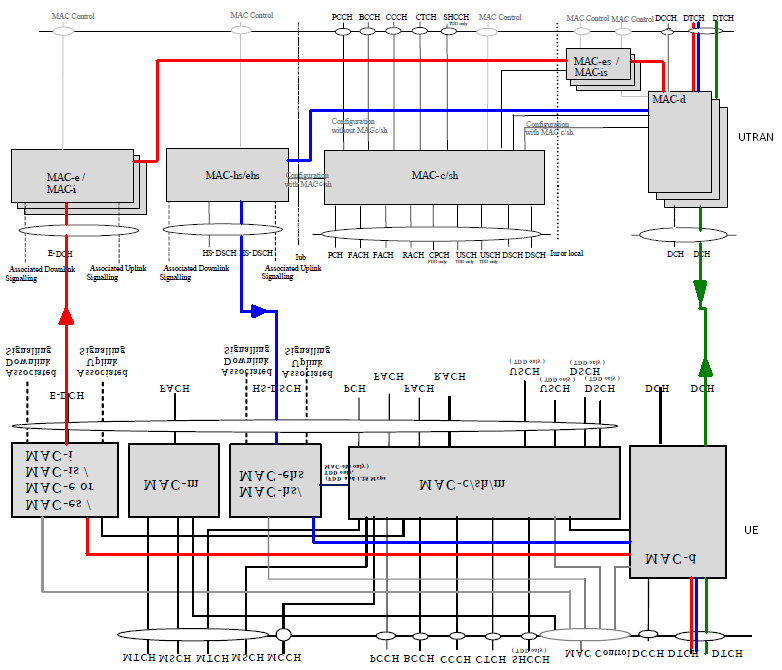 MAC Control
MAC Control
PCCH BCCH CCCH CTCH SHCCH MAC Control
TDD only
MAC Control
MAC Control
DCCH DTCH DTCH
MAC-es /
MAC-is
MAC-d
UTRAN
Configuration
without MAC-c/sh
Configuration
with MAC-c/sh
Configuration
with MAC-c/sh
MAC-e /
MAC-i
MAC-hs/ehs
MAC-c/sh
E-DCH
Associated Downlink
Signalling
Associated Uplink
Signalling
HS-DSCH HS-DSCH
Associated Downlink
Signalling
Associated Uplink
Signalling
Iub
PCH FACH FACH RACH CPCH USCH USCH DSCH DSCH
FDD only TDD only TDD only
Iur or local
DCH DCH
Associated
Downlink
Signalling
Associated
Uplink
Signalling
E-DCH
FACH
Associated
Downlink
Signalling
Associated
Uplink
Signalling
HS-DSCH
PCH
FACH
FACH
RACH
USCH
( TDD only )
USCH
( TDD only )
DSCH
( TDD only )
DSCH
( TDD only )
DCH DCH
MAC-es /
MAC-e or
MAC-is /
MAC-i
MAC-m
MAC-hs/
MAC-ehs
(FDD and 1.28 Mcps
TDD only,
MAC-ehs only )
MAC-c/sh/m
MAC-d
UE
MTCH MSCH MTCH MSCH MCCH
PCCH BCCH CCCH CTCH SHCCH
( TDD only )
MAC Control DCCH DTCH DTCH